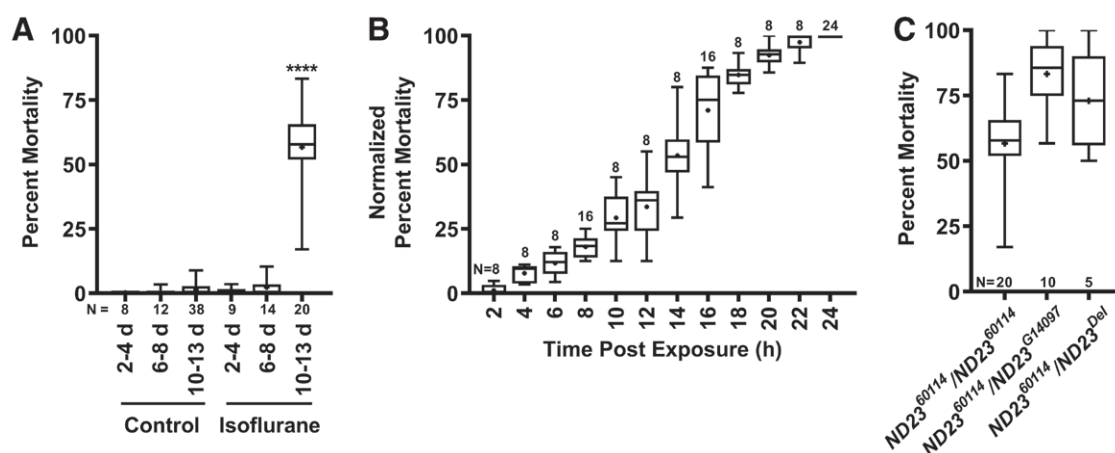 A
Percent Mortality
100
75
50
25
0
****
N = 8 12 38 9 14 20
2-4 d 6-8 d 10-13 d 2-4 d 6-8 d 10-13 d
Control Isoflurane
B
Normalized
Percent Mortality
100
75
50
25
0
N=8 8 8 16 8 8 8 16 8 8 8 24
2 4 6 8 10 12 14 16 18 20 22 24
Time Post Exposure (h)
C
Percent Mortality
100
75
50
25
0
N=20 10 5
ND23^60114/ND23^60114
ND23^60114/ND23^G14097
ND23^60114/ND23^Del